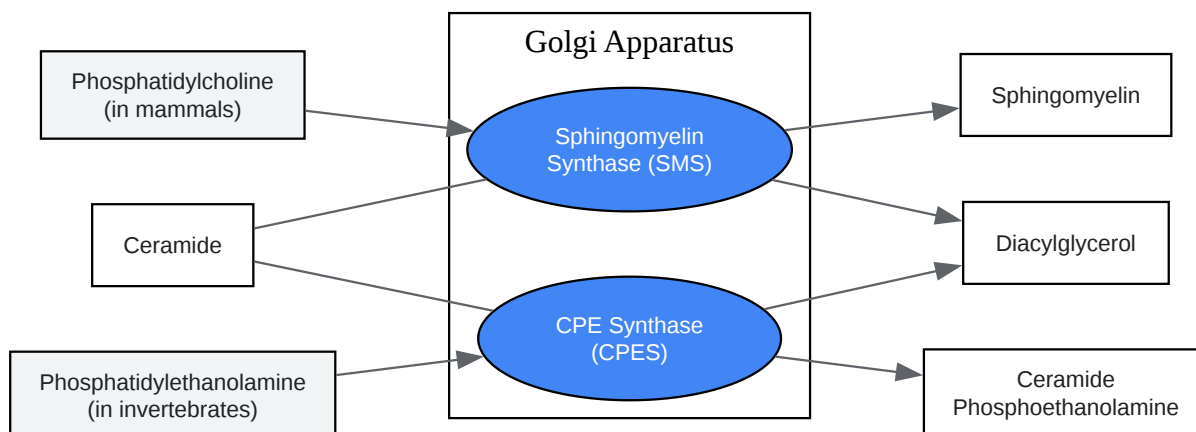 Golgi Apparatus
Phosphatidylcholine
(in mammals)
Sphingomyelin
Synthase (SMS)
Sphingomyelin
Ceramide
Diacylglycerol
CPE Synthase
(CPES)
Phosphatidylethanolamine
(in invertebrates)
Ceramide
Phosphoethanolamine